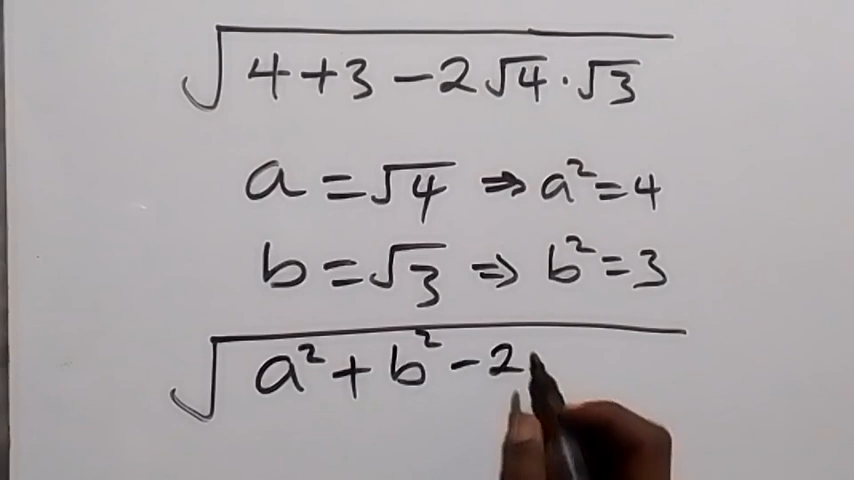 √(4+3-2√4·√3)
a=√4 ⇒ a²=4
b=√3 ⇒ b²=3
√(a²+b²-2